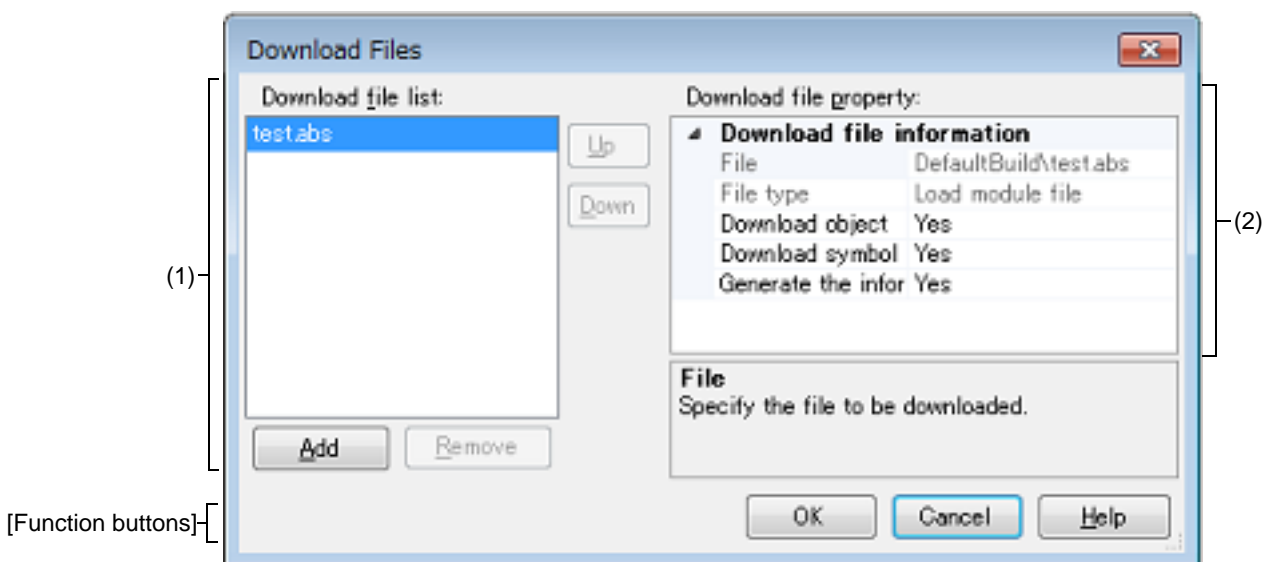 Download Files
Download file list:
Download file property:
test.abs
Up
Down
Download file information
File DefaultBuild\test.abs
File type Load module file
Download object Yes
Download symbol Yes
Generate the infor Yes
(1)
(2)
File
Specify the file to be downloaded.
Add
Remove
[Function buttons]
OK
Cancel
Help